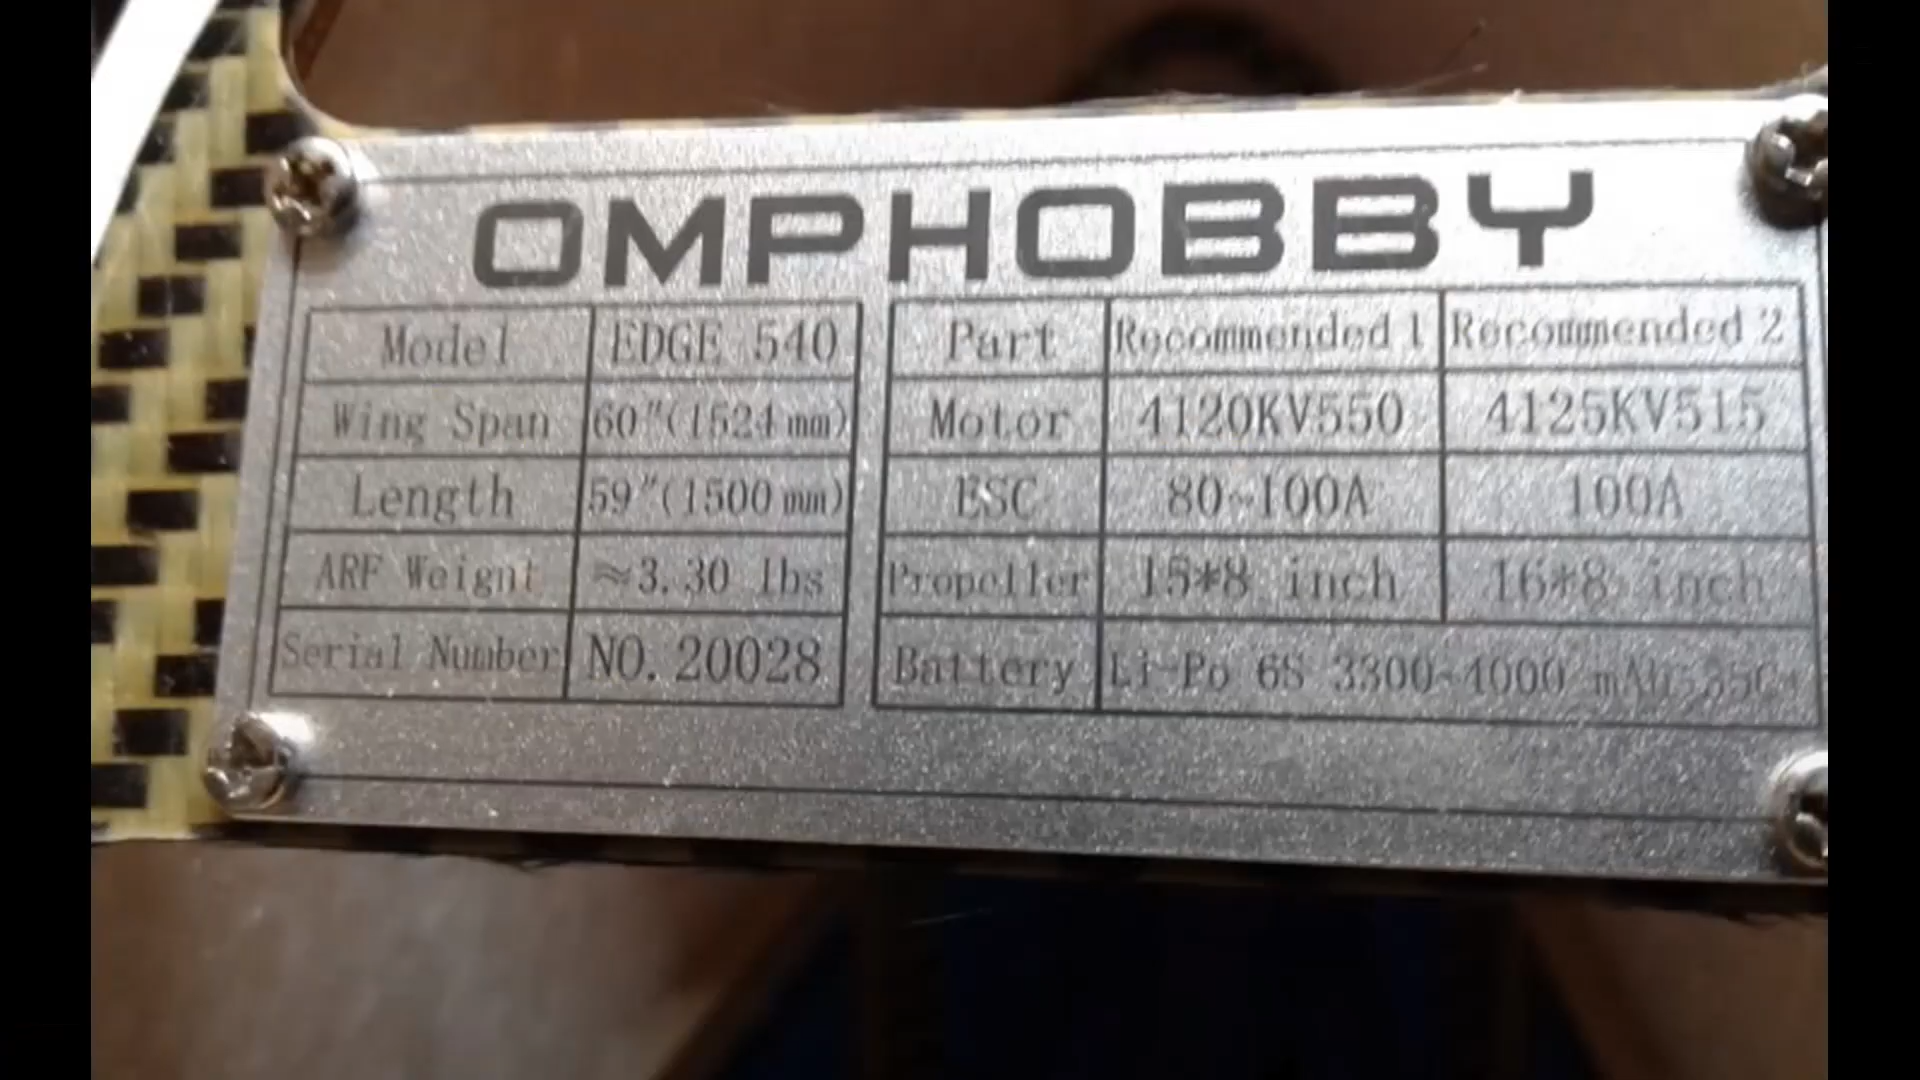 OMPHOBBY
Model EDGE 540
Wing Span 60"(1524mm)
Length 59"(1500mm)
ARF Weignt ≈3.30 lbs
Serial Number NO. 20028
Part Recommended 1 Recommended 2
Motor 4120KV550 4125KV515
ESC 80~100A 100A
Propeller 15*8 inch 16*8 inch
Battery Li-Po 6S 3300~4000 mAh